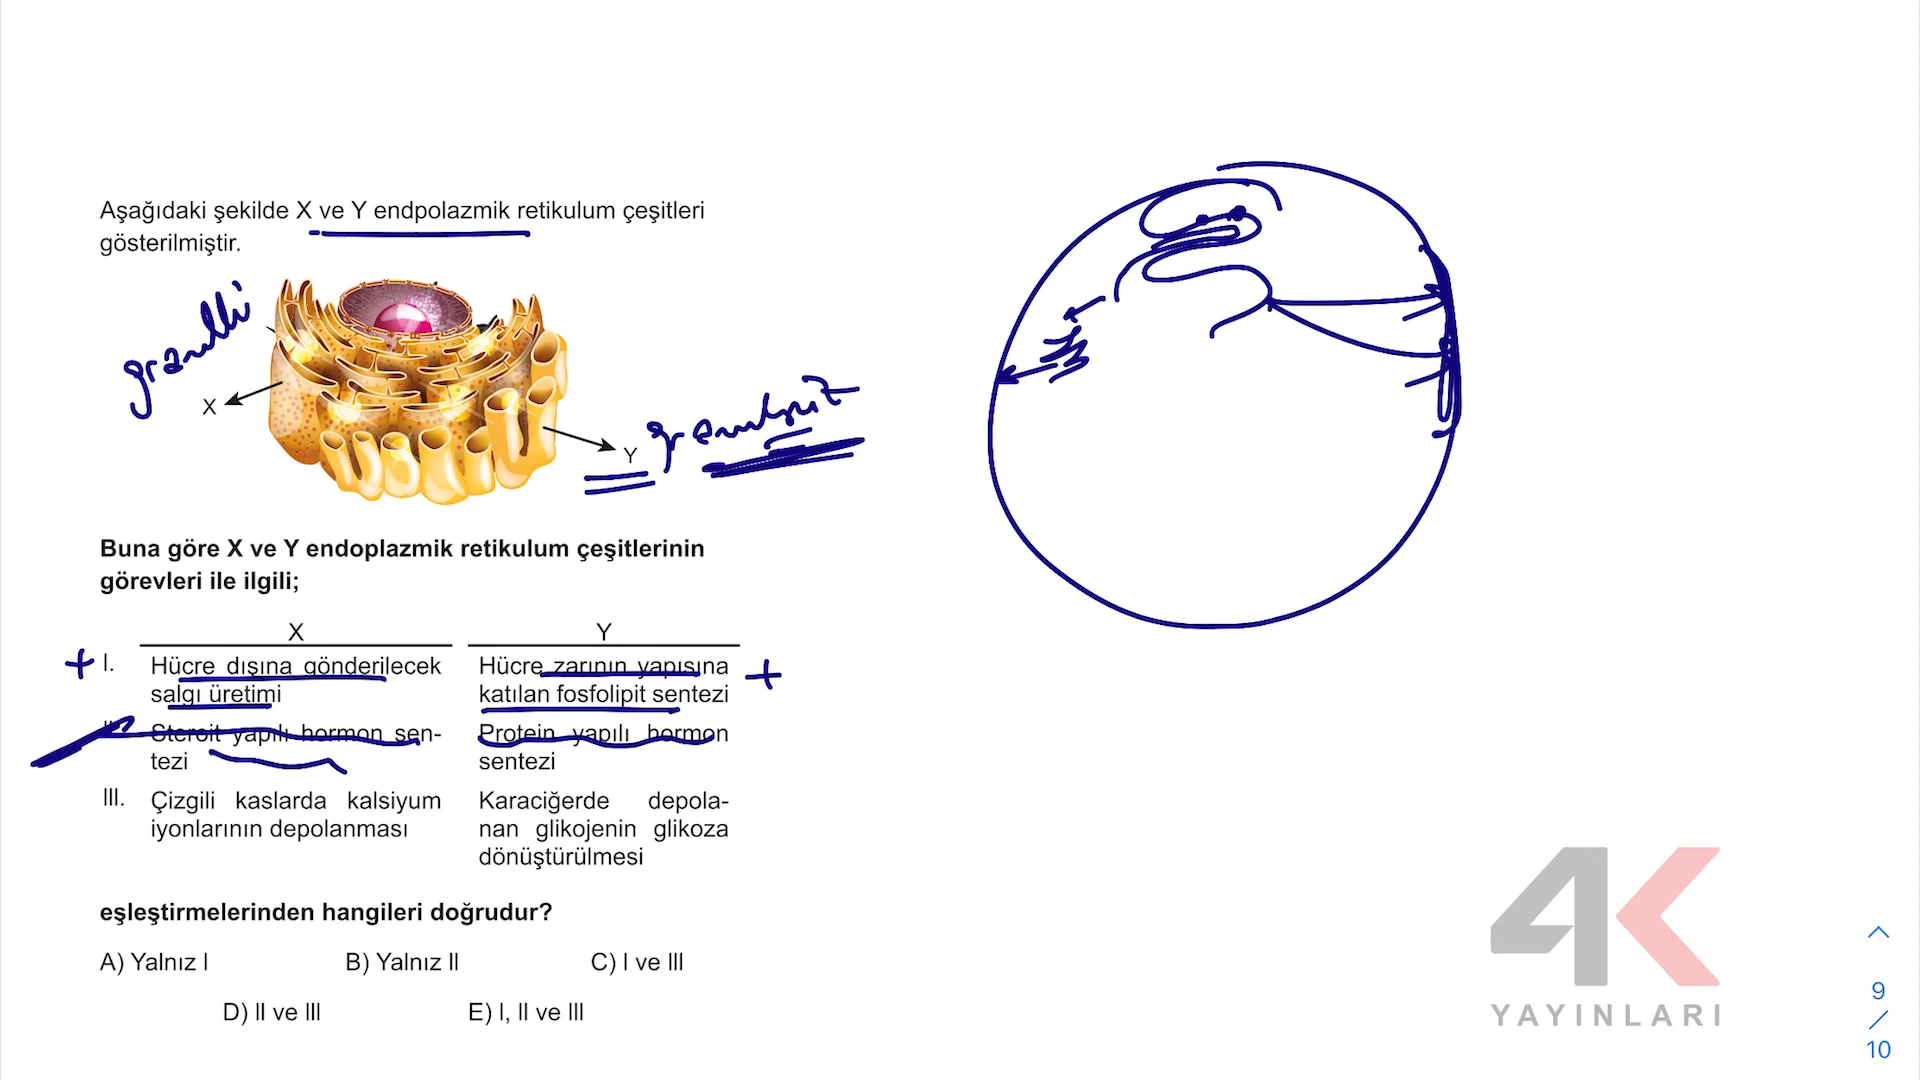 Aşağıdaki şekilde X ve Y endpolazmik retikulum çeşitleri
gösterilmiştir.
granülli
X
Y
granülsüz
Buna göre X ve Y endoplazmik retikulum çeşitlerinin
görevleri ile ilgili;
X Y
+ I. Hücre dışına gönderilecek Hücre zarının yapısına +
salgı üretimi katılan fosfolipit sentezi
II. Steroit yapılı hormon sen- Protein yapılı hormon
tezi sentezi
III. Çizgili kaslarda kalsiyum Karaciğerde depola-
iyonlarının depolanması nan glikojenin glikoza
dönüştürülmesi
eşleştirmelerinden hangileri doğrudur?
A) Yalnız I B) Yalnız II C) I ve III
D) II ve III E) I, II ve III
4K
YAYINLARI
9
/
10